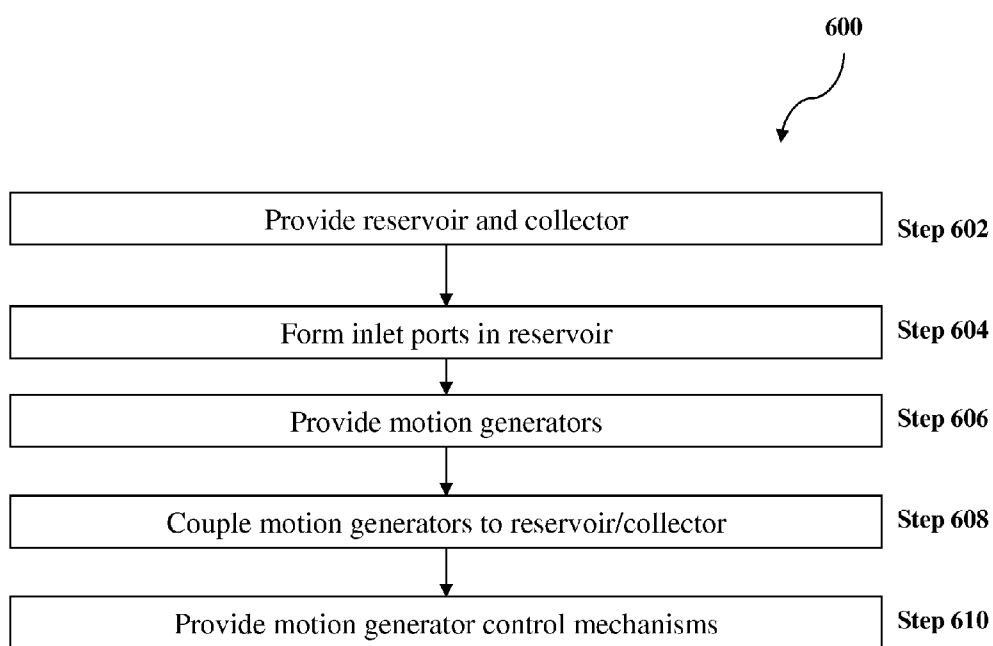 600
Provide reservoir and collector
Step 602
Form inlet ports in reservoir
Step 604
Provide motion generators
Step 606
Couple motion generators to reservoir/collector
Step 608
Provide motion generator control mechanisms
Step 610